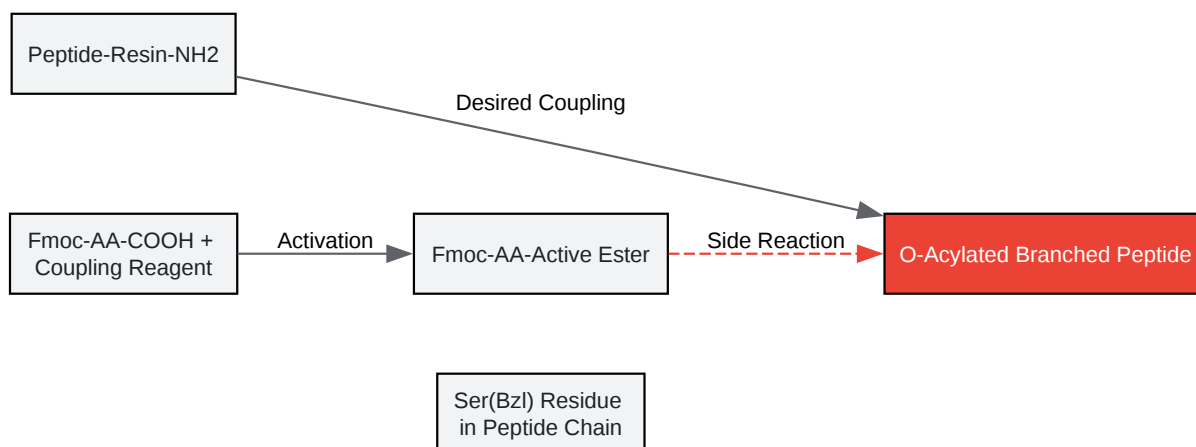 Peptide-Resin-NH2
Desired Coupling
Fmoc-AA-COOH +
Coupling Reagent
Activation
Fmoc-AA-Active Ester
Side Reaction
O-Acylated Branched Peptide
Ser(Bzl) Residue
in Peptide Chain